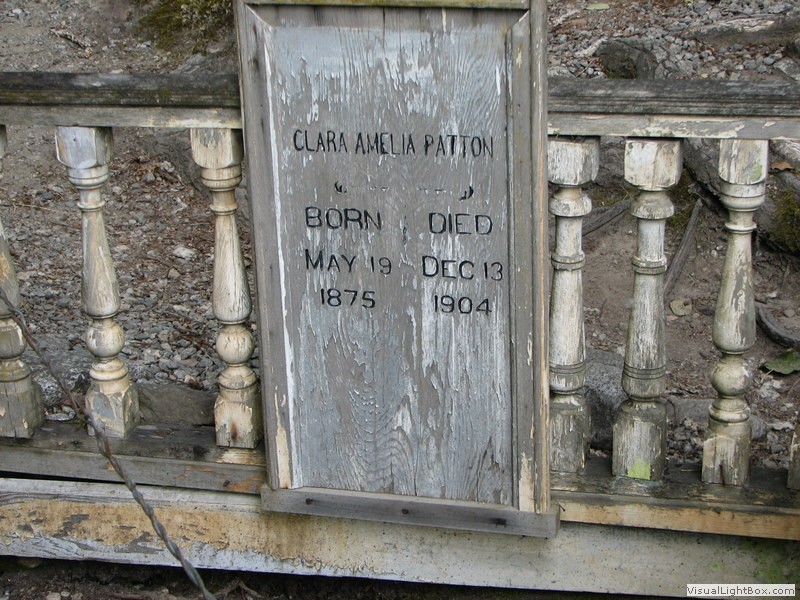 CLARA AMELIA PATTON
BORN DIED
MAY 19 DEC 13
1875 1904
VisualLightBox.com